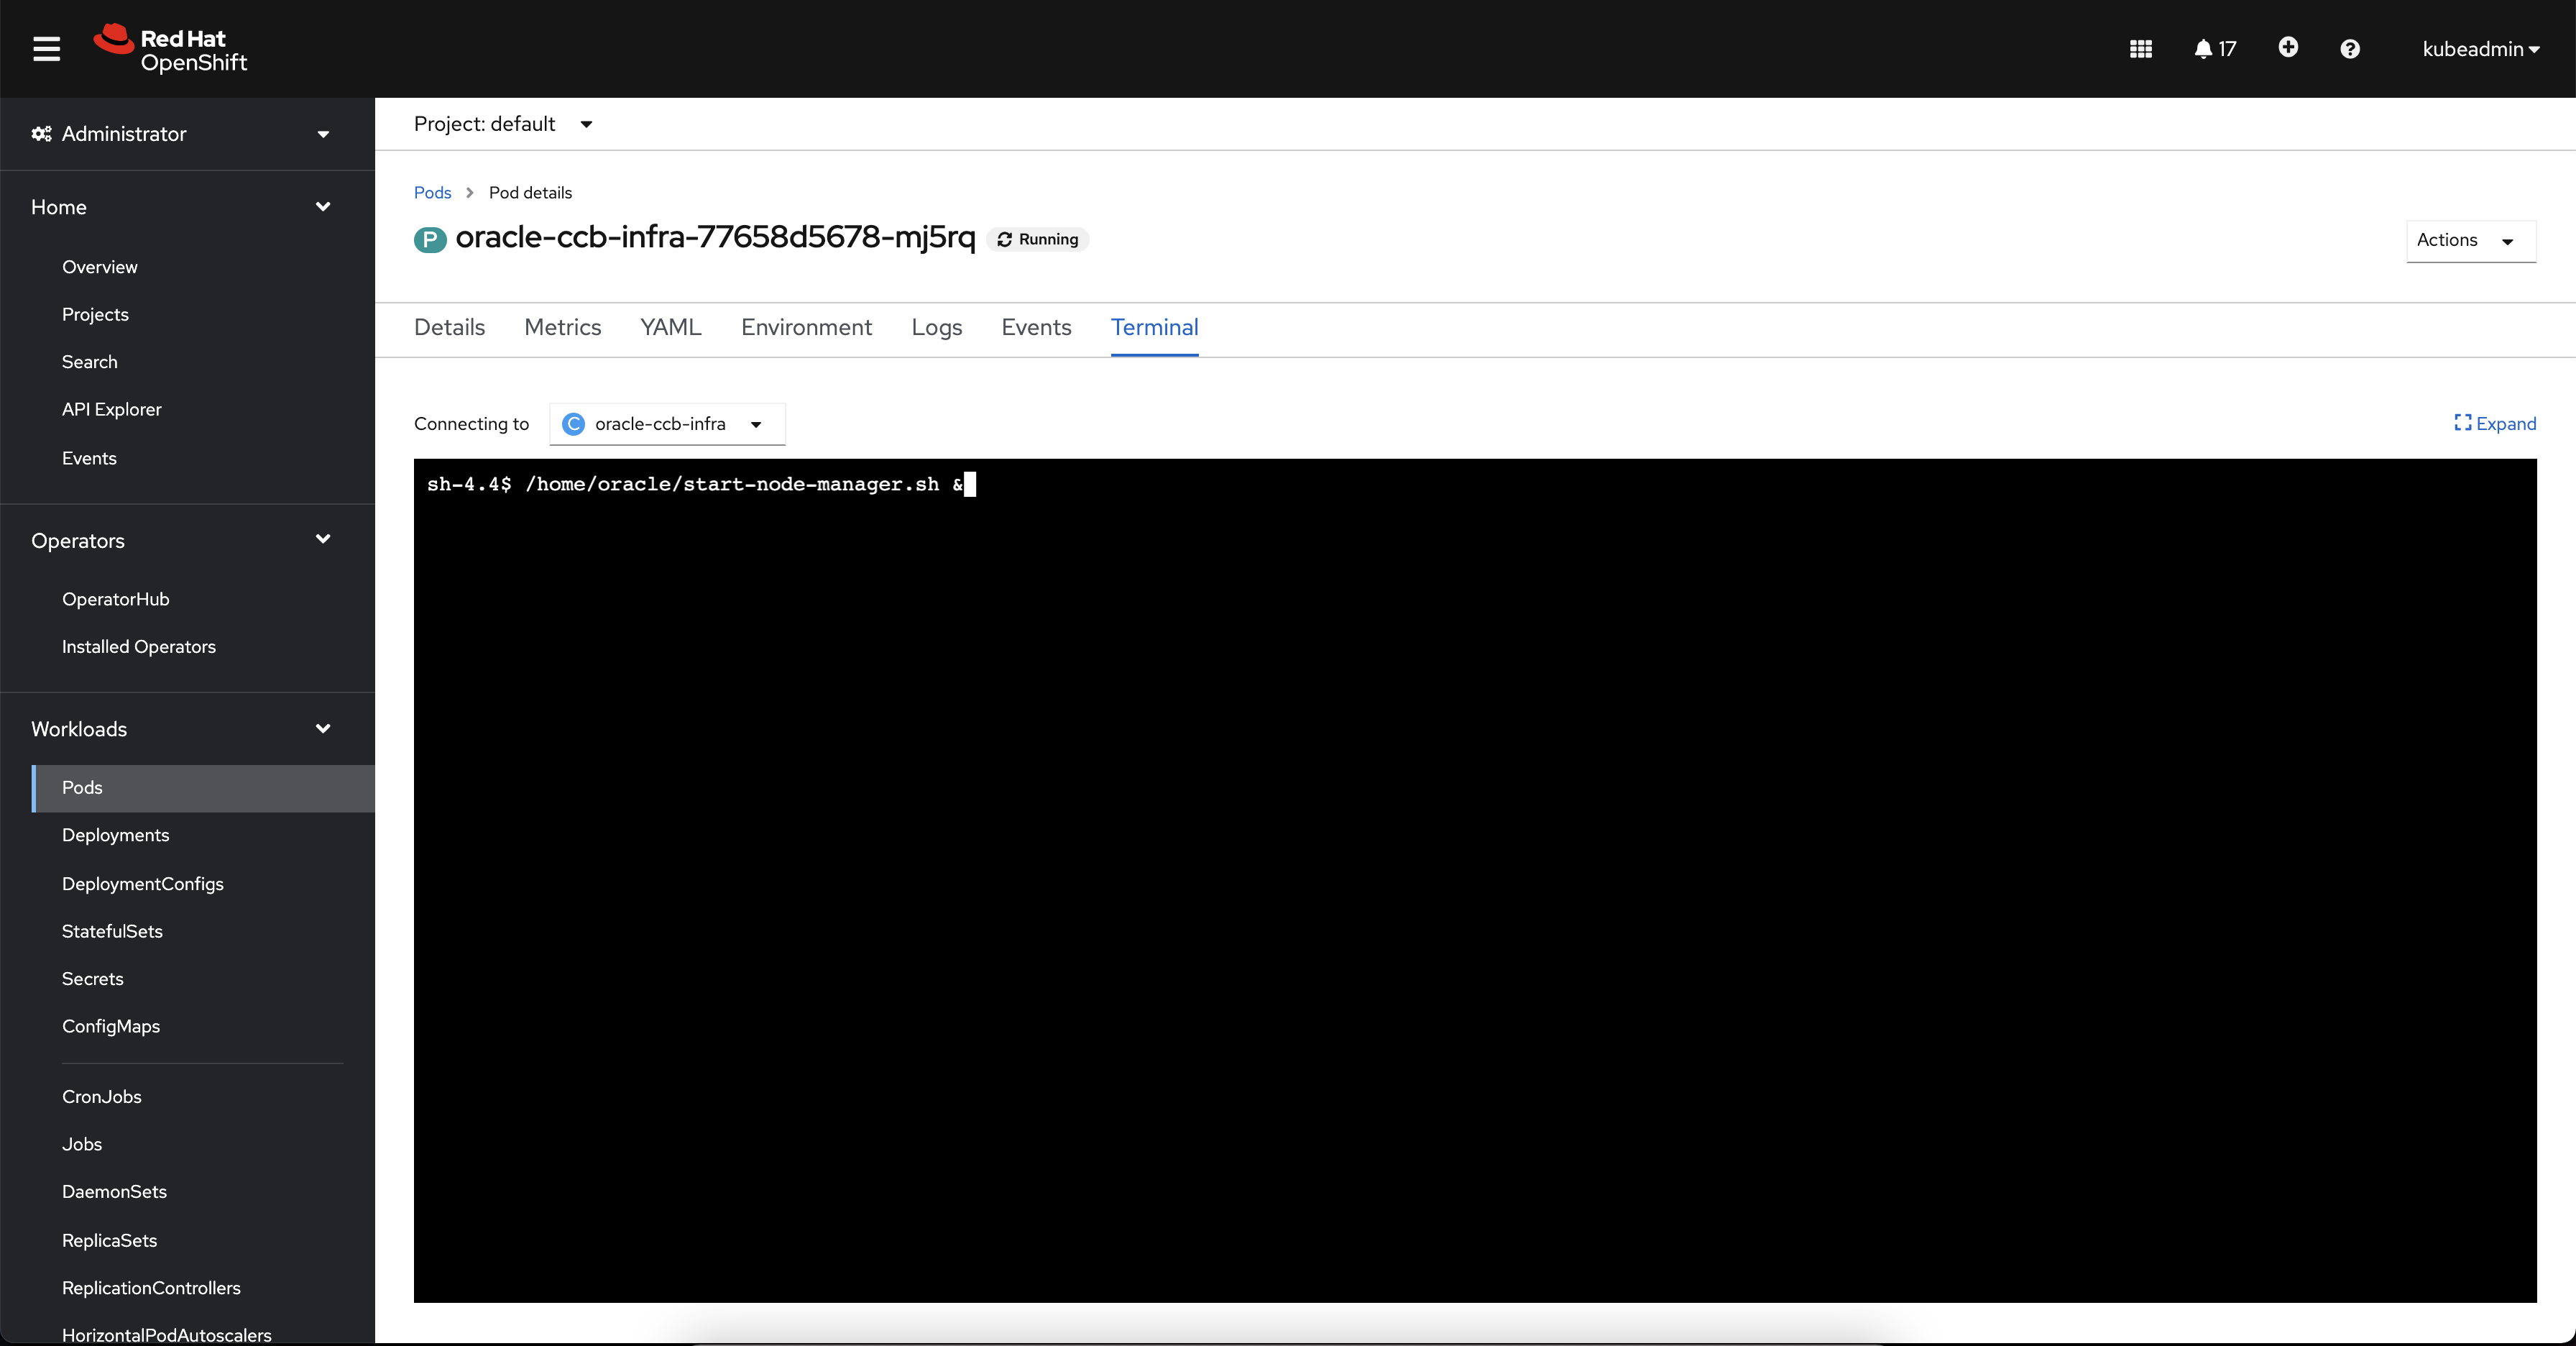 Red Hat
OpenShift
17
kubeadmin
Administrator
Home
Overview
Projects
Search
API Explorer
Events
Operators
OperatorHub
Installed Operators
Workloads
Pods
Deployments
DeploymentConfigs
StatefulSets
Secrets
ConfigMaps
CronJobs
Jobs
DaemonSets
ReplicaSets
ReplicationControllers
HorizontalPodAutoscalers
Project: default
Pods Pod details
P oracle-ccb-infra-77658d5678-mj5rq Running
Actions
Details Metrics YAML Environment Logs Events Terminal
Connecting to C oracle-ccb-infra
Expand
sh-4.4$ /home/oracle/start-node-manager.sh &